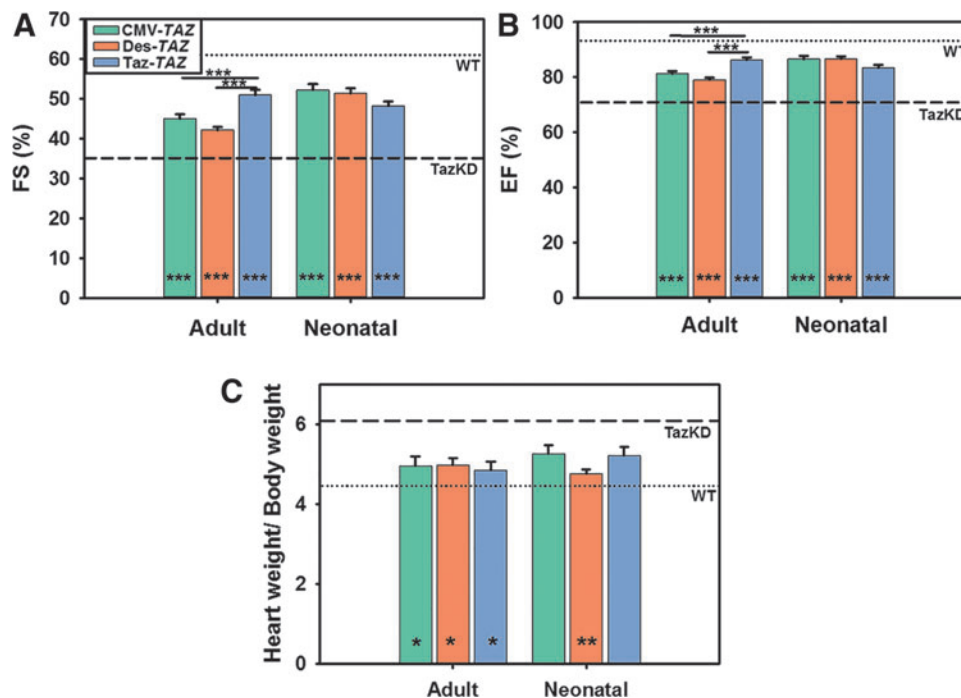 A
FS (%)
70
60
50
40
30
20
10
0
CMV-TAZ
Des-TAZ
Taz-TAZ
***
***
WT
TazKD
*** *** *** *** *** ***
Adult Neonatal
B
EF (%)
100
80
60
40
20
0
***
***
WT
TazKD
*** *** *** *** *** ***
Adult Neonatal
C
Heart weight/ Body weight
6
4
2
0
TazKD
WT
* * * **
Adult Neonatal